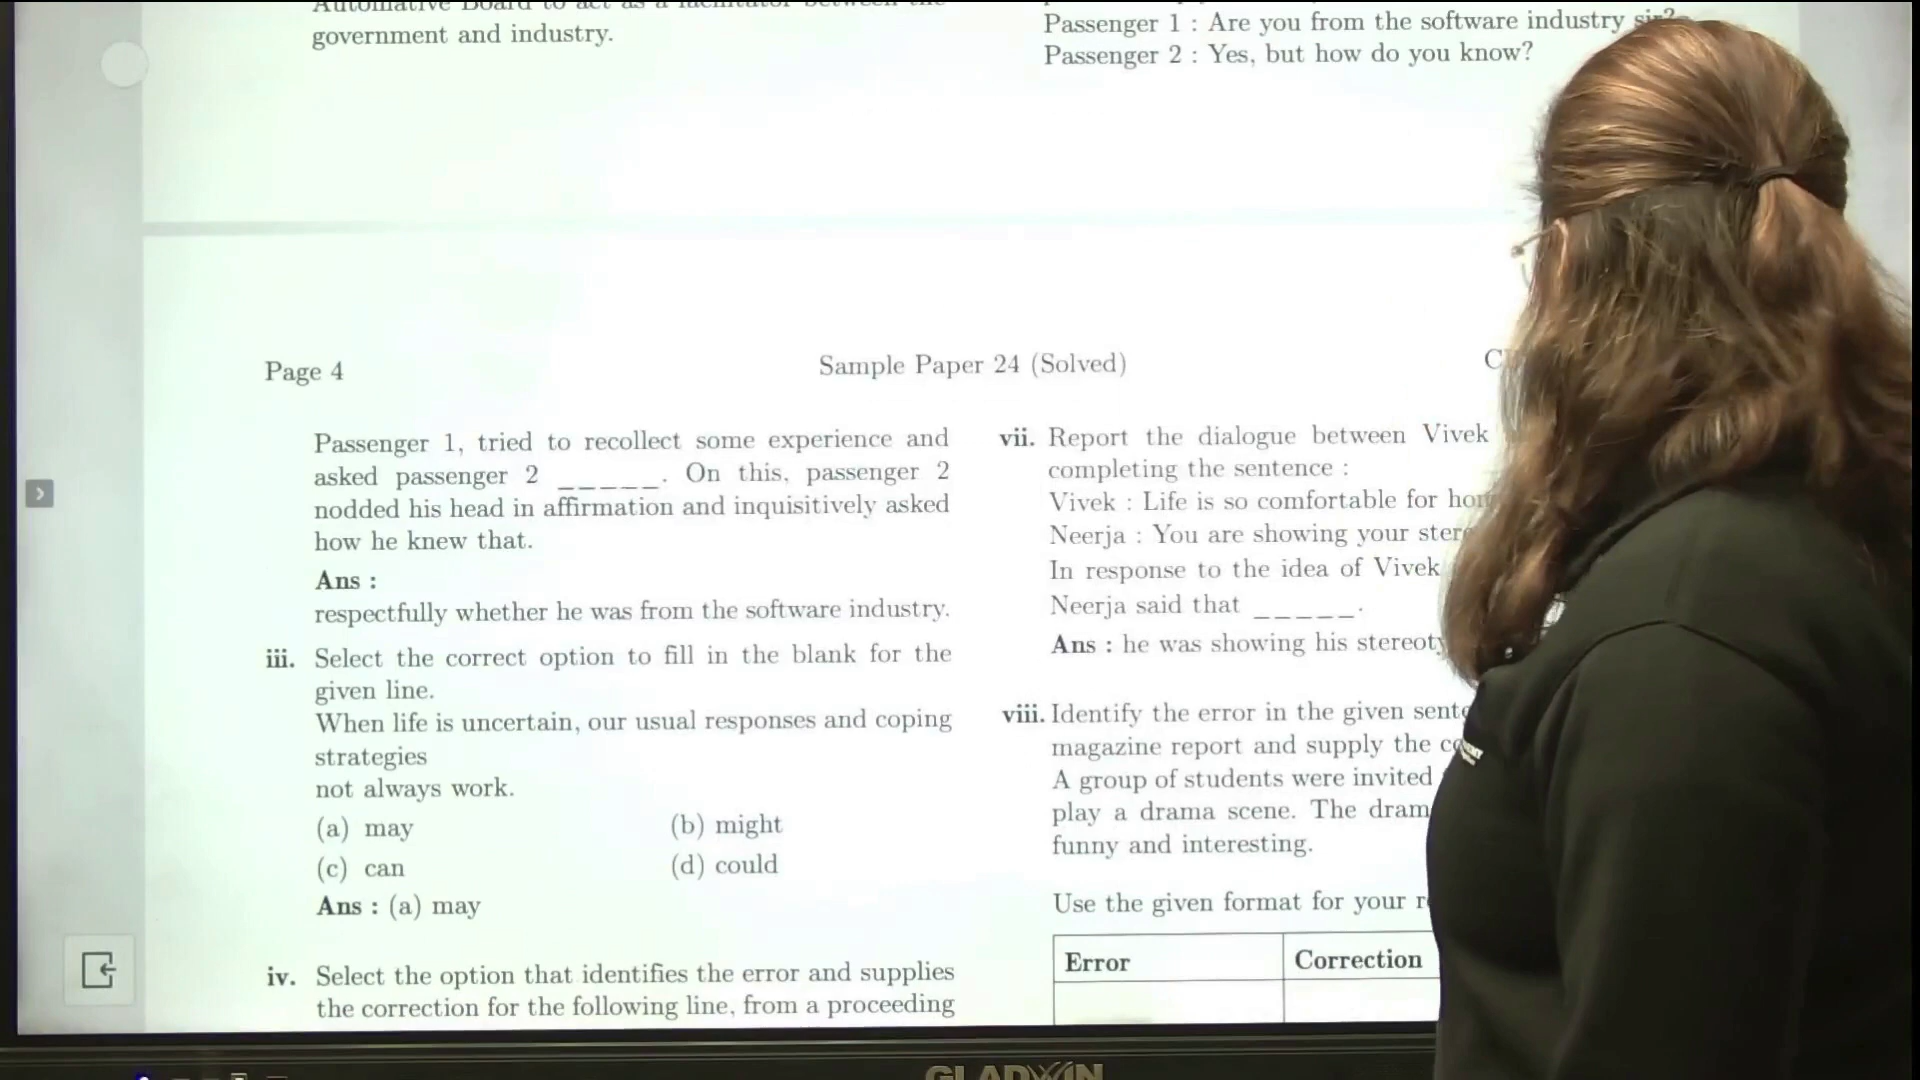 government and industry.
Passenger 1 : Are you from the software industry sir?
Passenger 2 : Yes, but how do you know?
Page 4
Sample Paper 24 (Solved)
Passenger 1, tried to recollect some experience and
asked passenger 2 _____. On this, passenger 2
nodded his head in affirmation and inquisitively asked
how he knew that.
Ans :
respectfully whether he was from the software industry.
iii. Select the correct option to fill in the blank for the
given line.
When life is uncertain, our usual responses and coping
strategies
not always work.
(a) may
(b) might
(c) can
(d) could
Ans : (a) may
iv. Select the option that identifies the error and supplies
the correction for the following line, from a proceeding
vii. Report the dialogue between Vivek
completing the sentence :
Vivek : Life is so comfortable for
Neerja : You are showing your
In response to the idea of Vivek
Neerja said that _____.
Ans : he was showing his
viii. Identify the error in the given
magazine report and supply the
A group of students were invited
play a drama scene. The
funny and interesting.
Use the given format for your
Error
Correction
GLADWIN